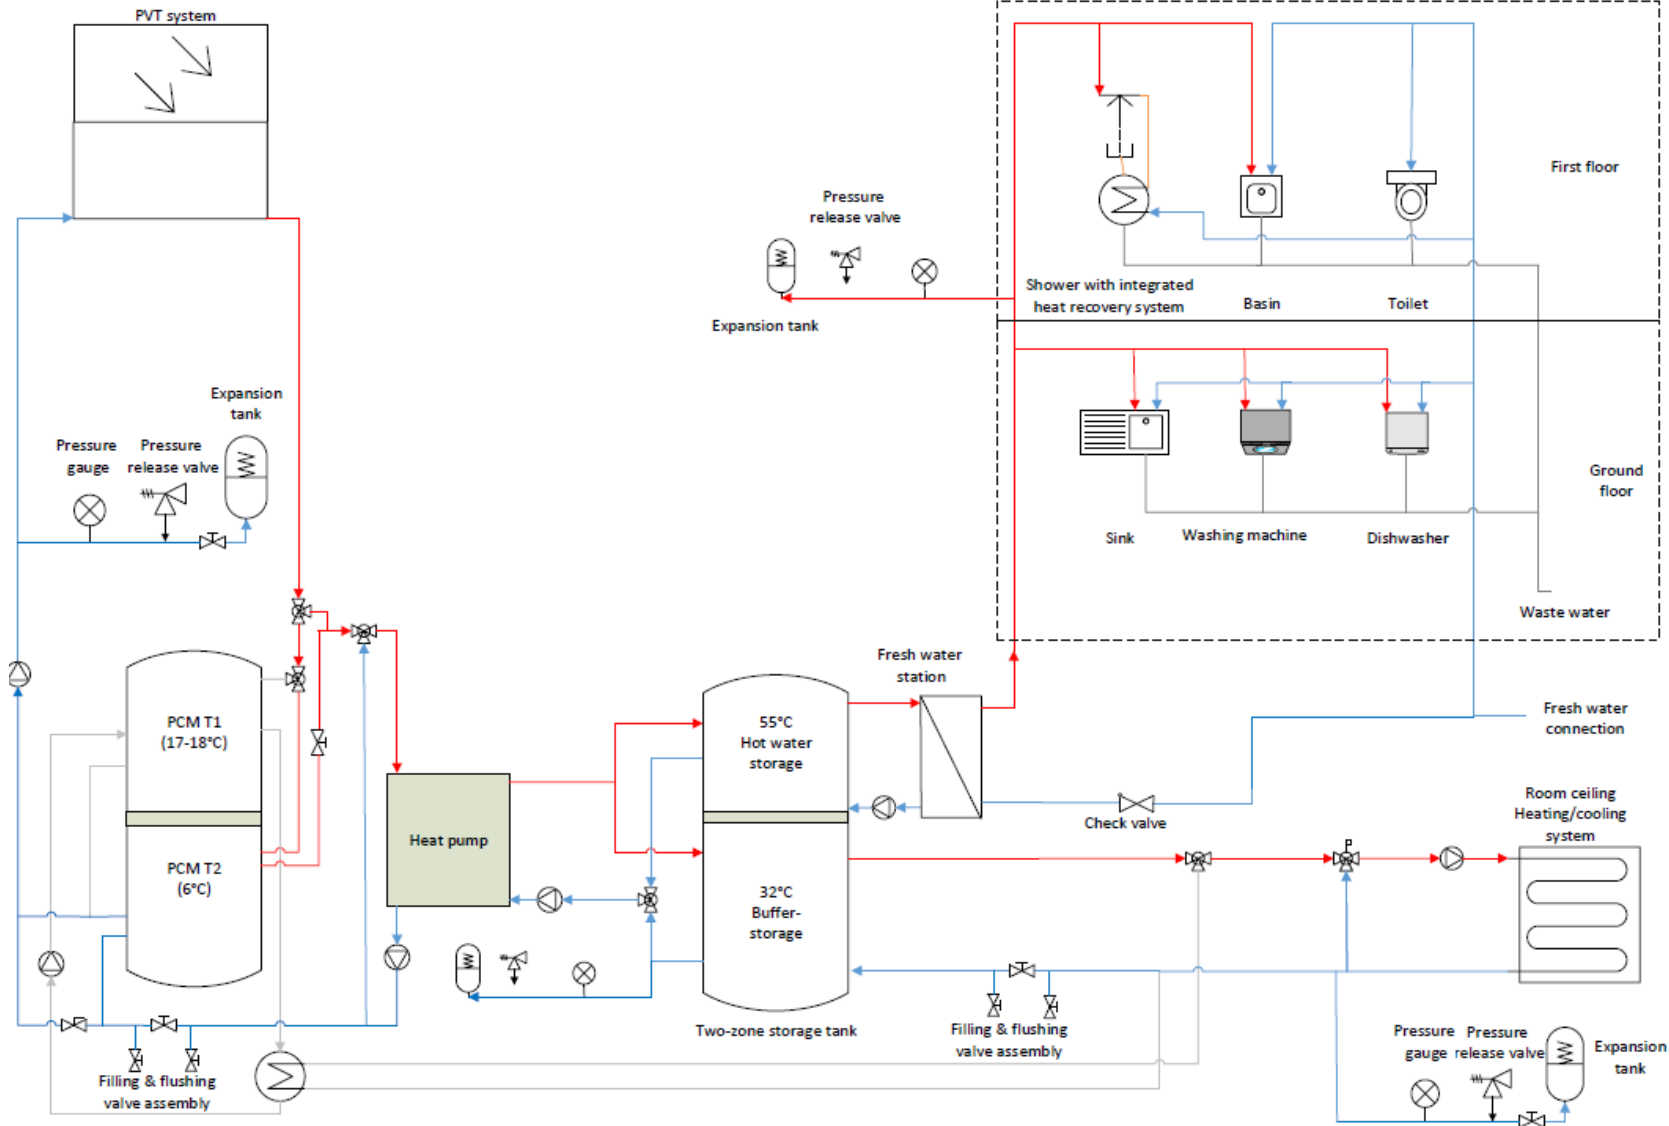 PVT system
First floor
Pressure
release valve
Shower with integrated
heat recovery system
Basin
Toilet
Expansion tank
Expansion
tank
Pressure
gauge
Pressure
release valve
Ground
floor
Sink
Washing machine
Dishwasher
Waste water
Fresh water
station
PCM T1
(17-18°C)
55°C
Hot water
storage
Fresh water
connection
Room ceiling
Heating/cooling
system
Check valve
Heat pump
PCM T2
(6°C)
32°C
Buffer-
storage
P
Two-zone storage tank
Filling & flushing
valve assembly
Pressure
gauge
Pressure
release valve
Expansion
tank
Filling & flushing
valve assembly